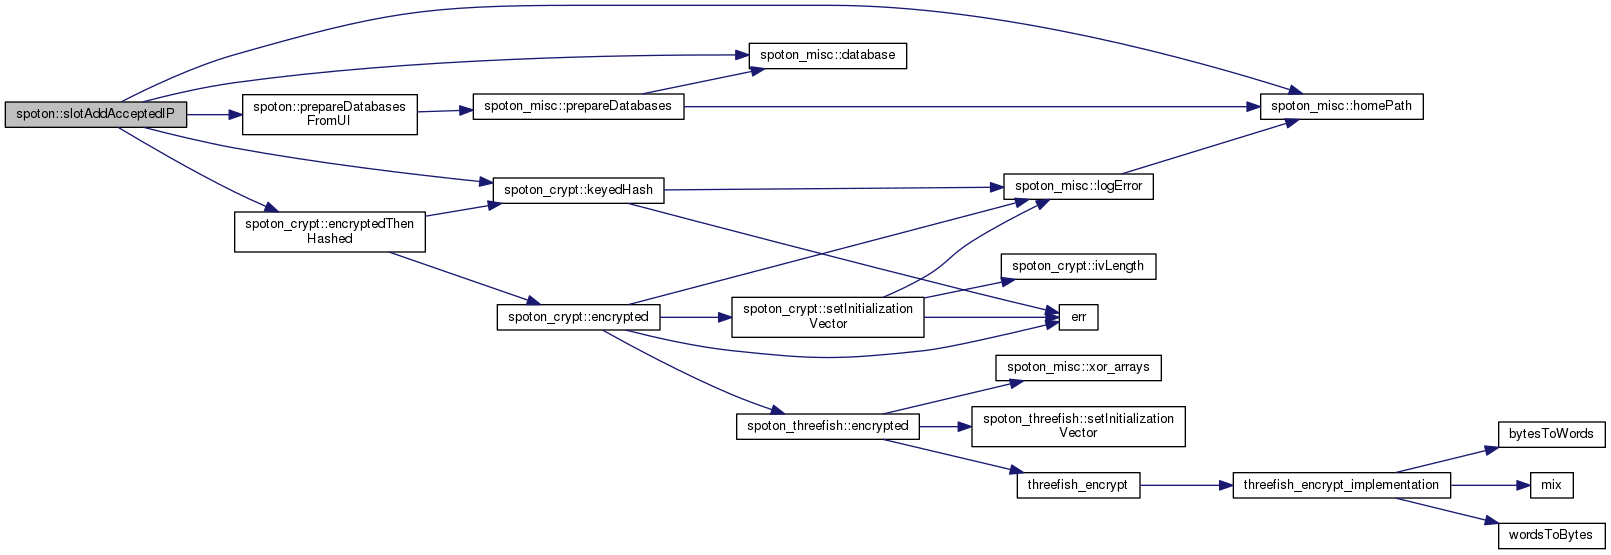 spoton::slotAddAcceptedIP
spoton::prepareDatabases
FromUI
spoton_misc::prepareDatabases
spoton_misc::database
spoton_misc::homePath
spoton_crypt::keyedHash
spoton_misc::logError
spoton_crypt::encryptedThen
Hashed
spoton_crypt::encrypted
spoton_crypt::setInitialization
Vector
spoton_crypt::ivLength
err
spoton_threefish::encrypted
spoton_misc::xor_arrays
spoton_threefish::setInitialization
Vector
threefish_encrypt
threefish_encrypt_implementation
bytesToWords
mix
wordsToBytes